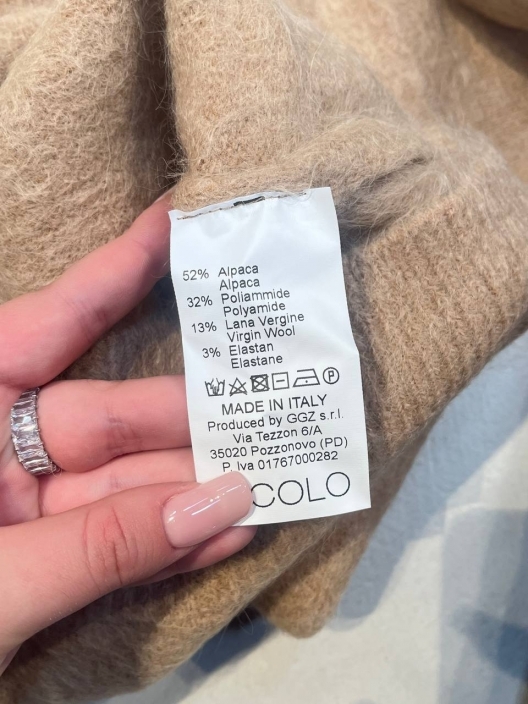 52% Alpaca
Alpaca
32% Poliammide
Polyamide
13% Lana Vergine
Virgin Wool
3% Elastan
Elastane
P
MADE IN ITALY
Produced by GGZ s.r.l.
Via Tezzon 6/A
35020 Pozzonovo (PD)
P. Iva 01767000282
COLO